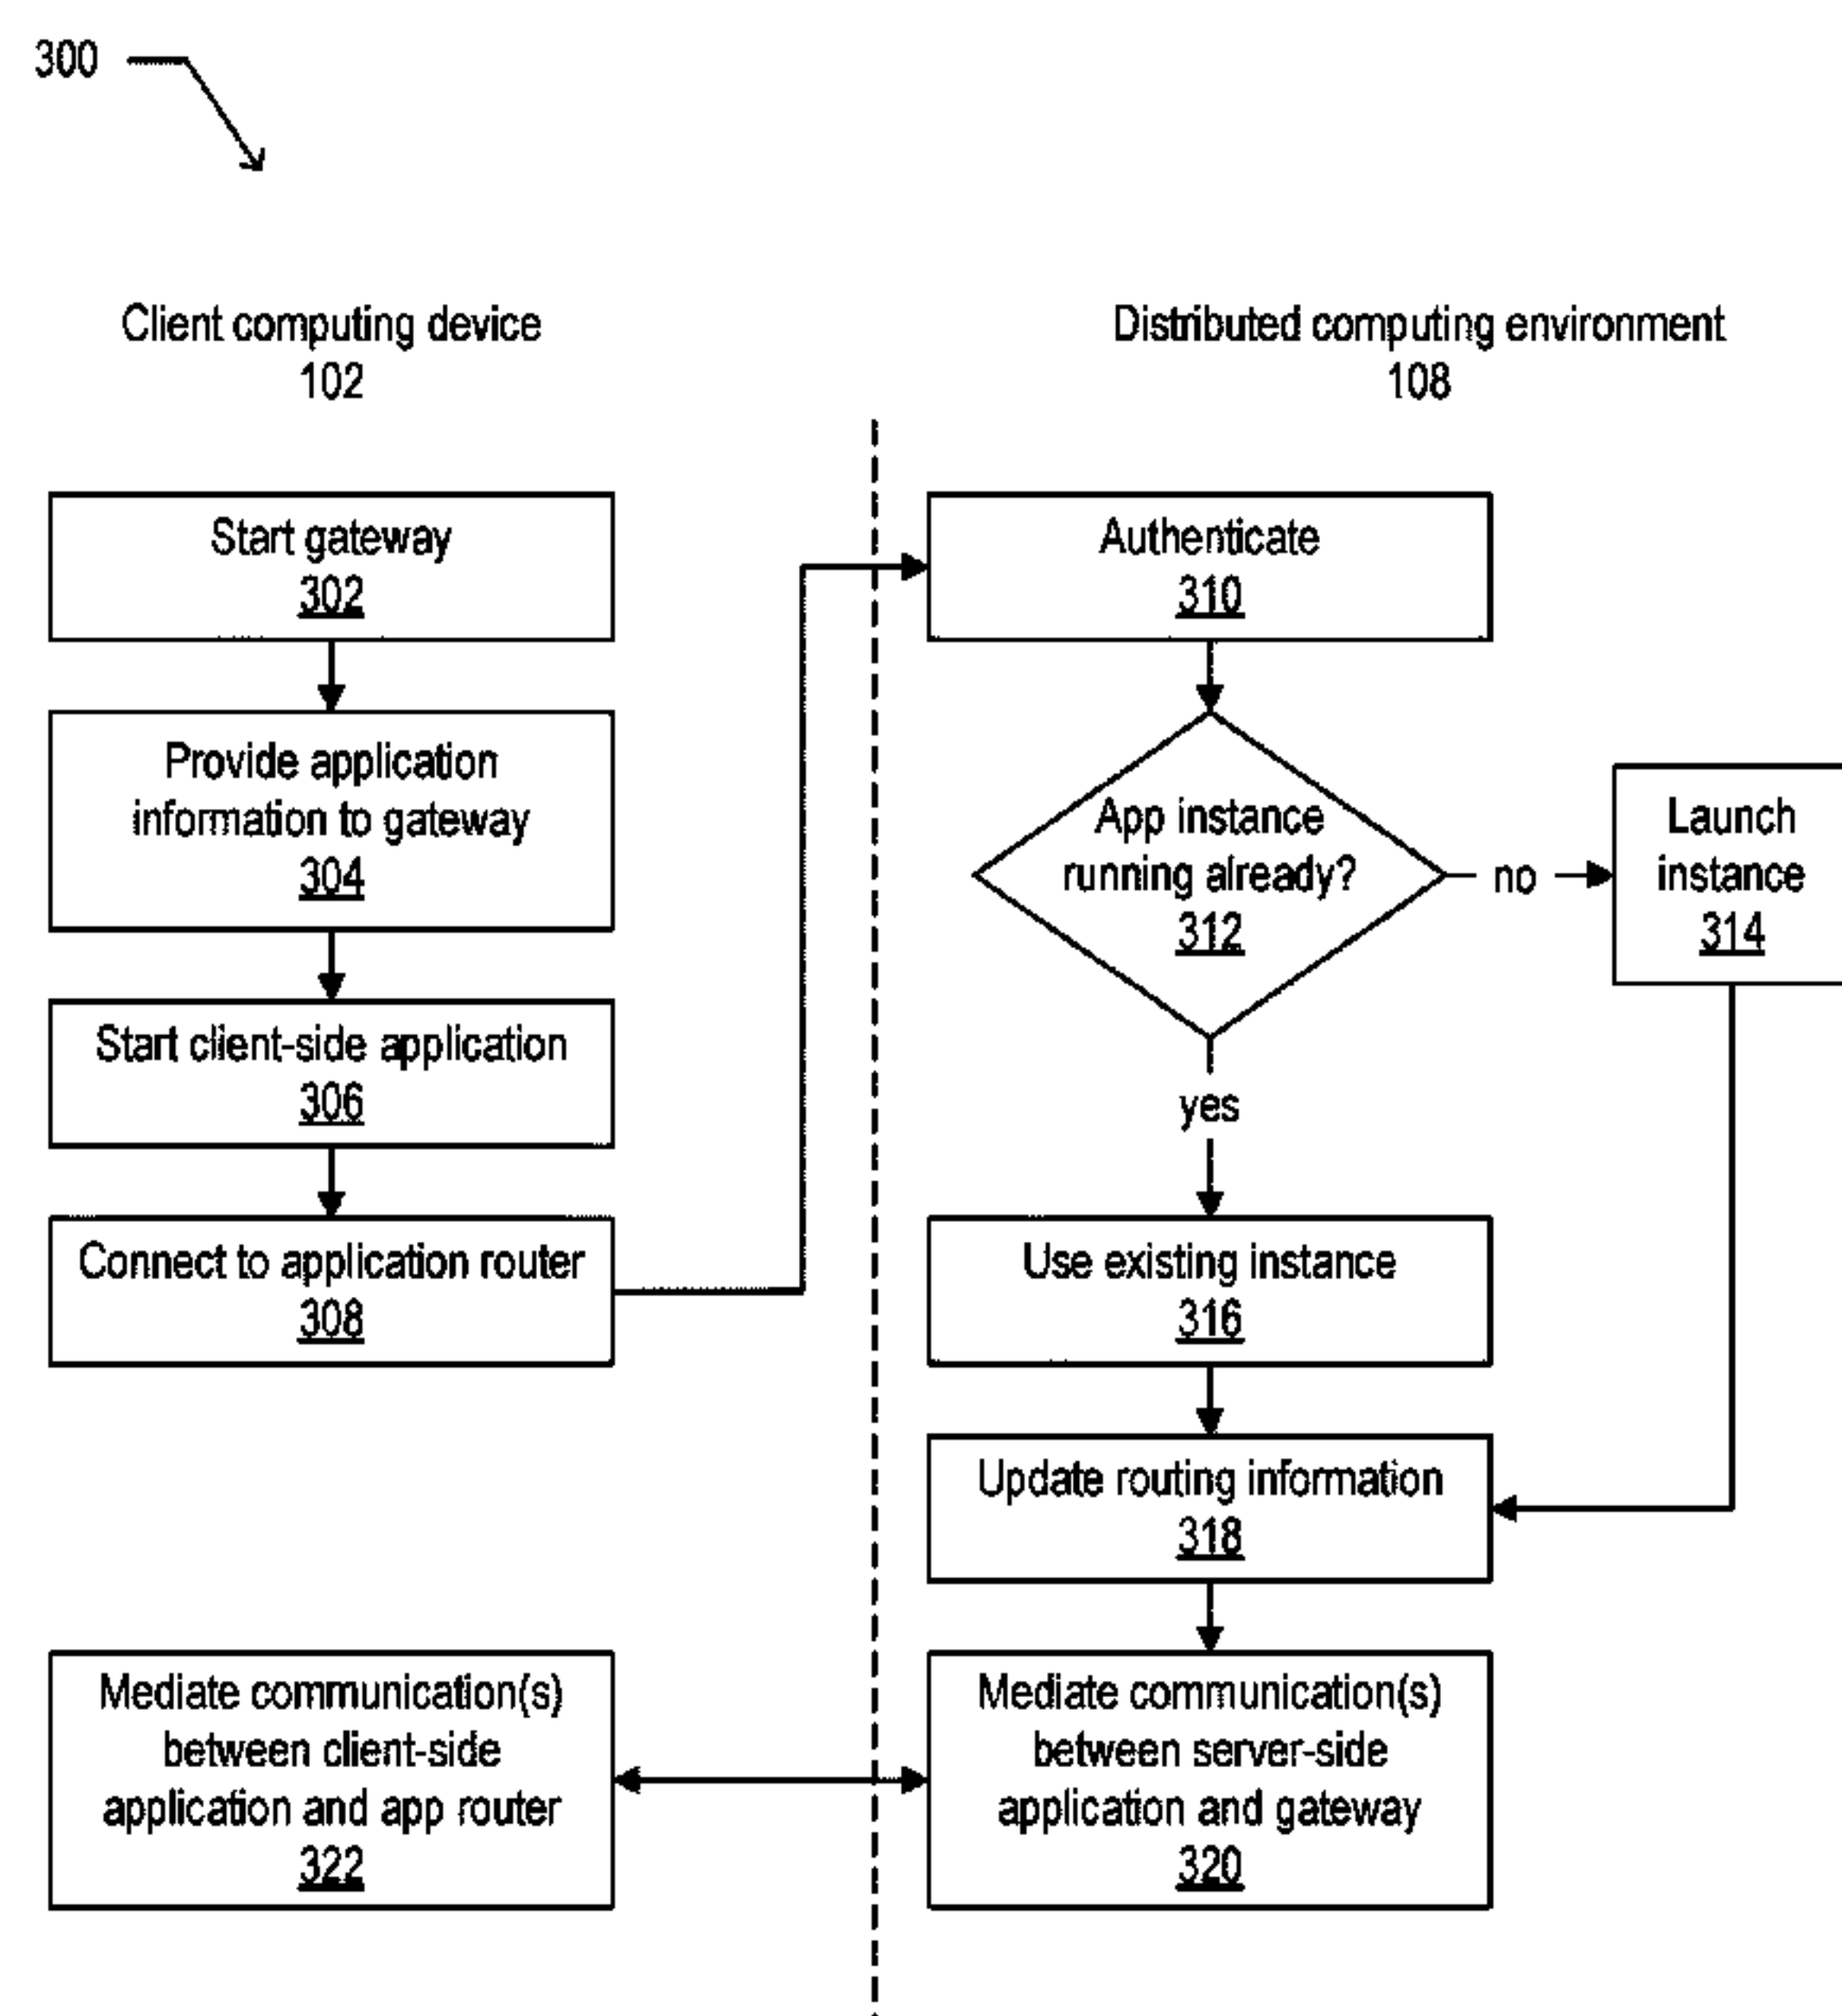 300
Client computing device
102
Distributed computing environment
108
Start gateway
302
Provide application
information to gateway
304
Start client-side application
306
Connect to application router
308
Authenticate
310
App instance
running already?
312
no
Launch
instance
314
yes
Use existing instance
316
Update routing information
318
Mediate communication(s)
between client-side
application and app router
322
Mediate communication(s)
between server-side
application and gateway
320